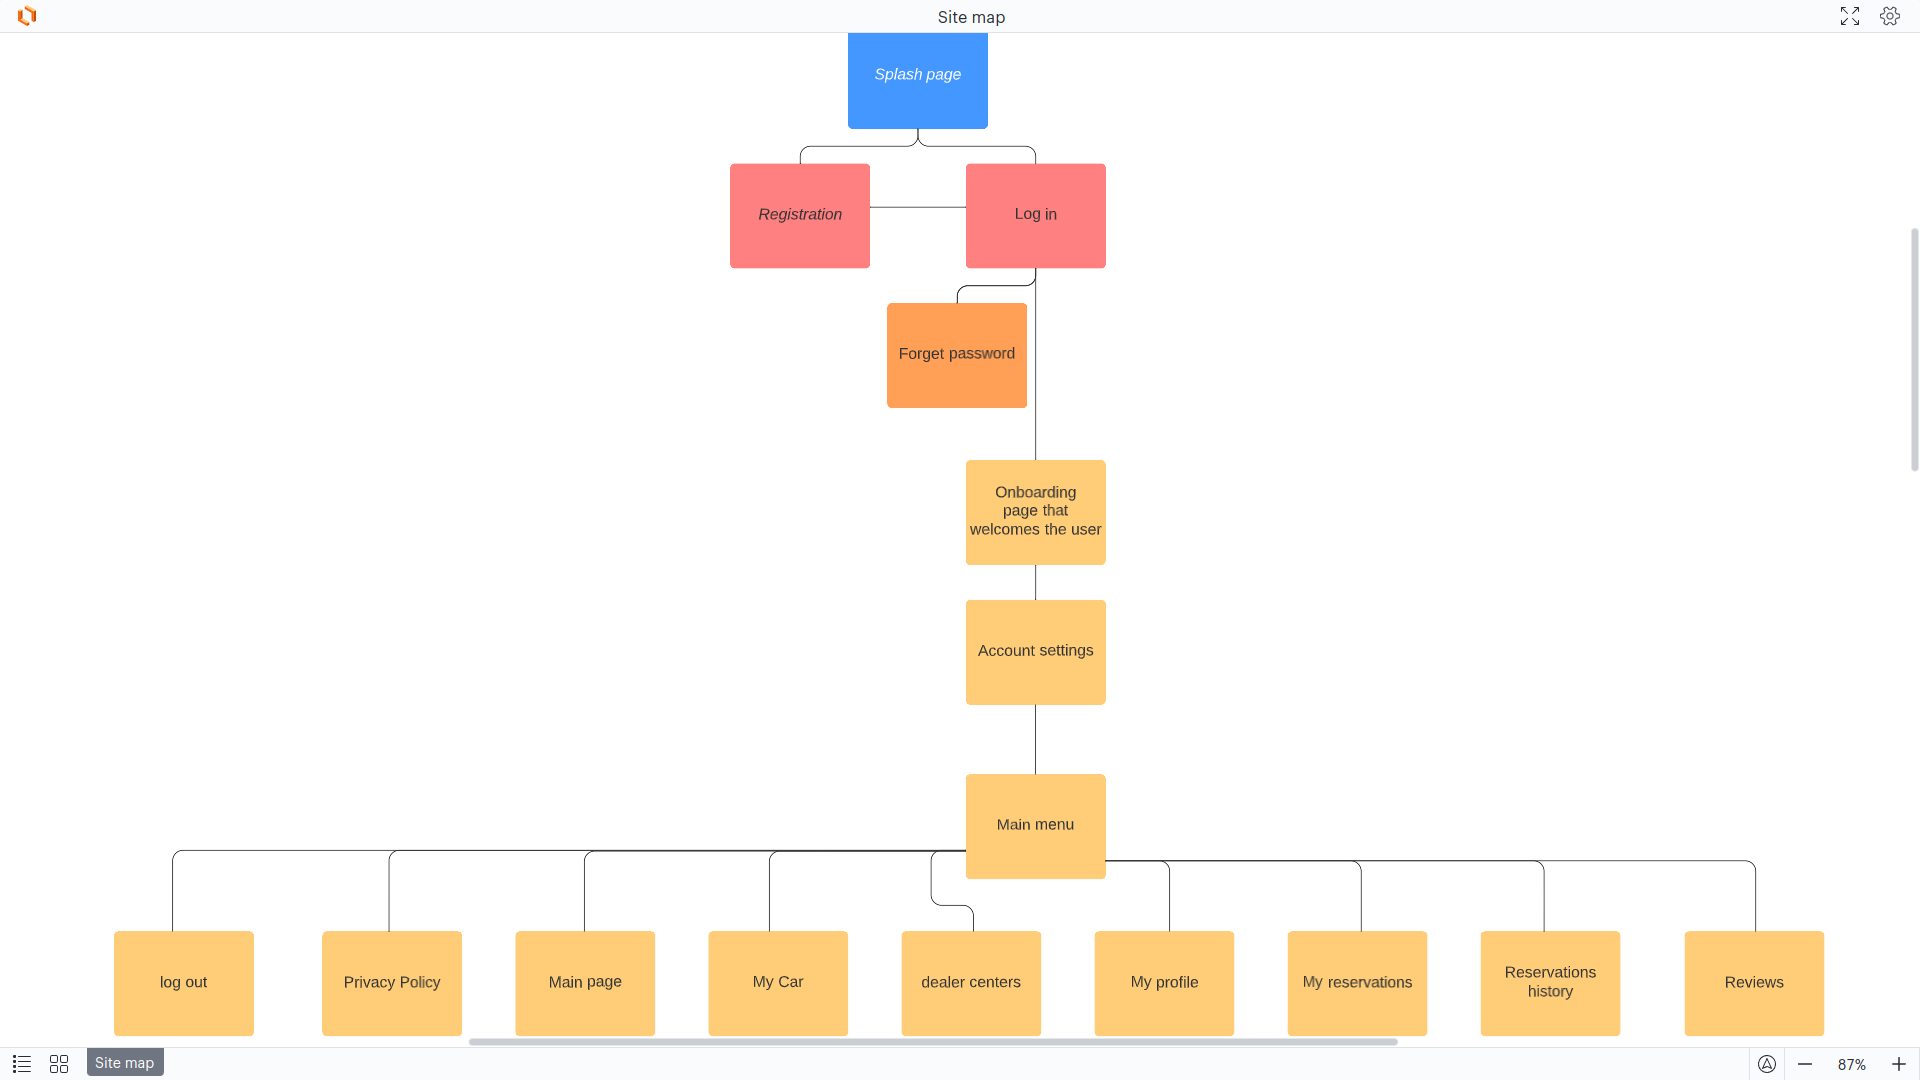 Site map
Splash page
Registration
Log in
Forget password
Onboarding
page that
welcomes the user
Account settings
Main menu
log out
Privacy Policy
Main page
My Car
dealer centers
My profile
My reservations
Reservations
history
Reviews
Site map
87%